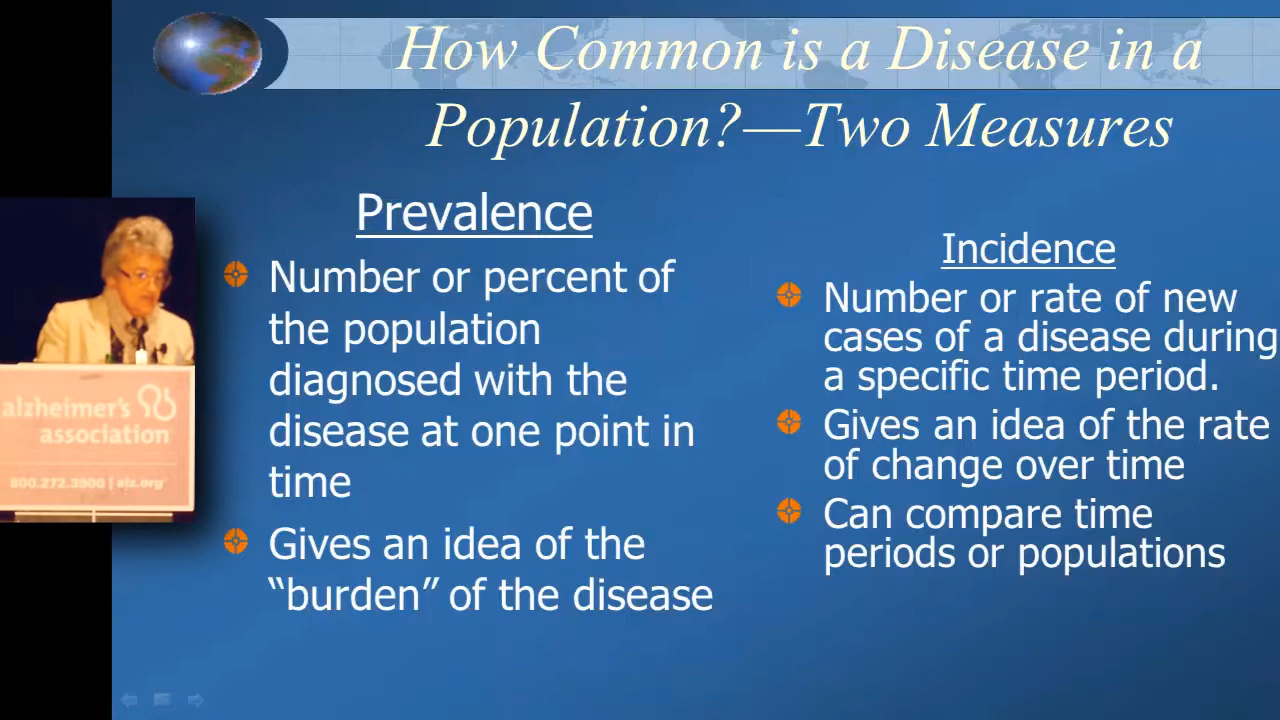 How Common is a Disease in a
Population?—Two Measures
Prevalence
Number or percent of
the population
diagnosed with the
disease at one point in
time
Gives an idea of the
“burden” of the disease
Incidence
Number or rate of new
cases of a disease during
a specific time period.
Gives an idea of the rate
of change over time
Can compare time
periods or populations
alzheimer's
association
800.272.3900 | alz.org